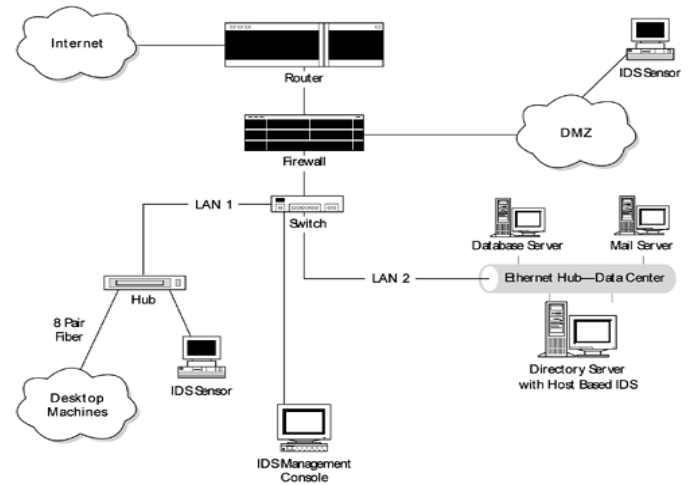 Internet
Router
IDS Sensor
DMZ
Firewall
LAN 1
Switch
Database Server
Mail Server
LAN 2
Ethernet Hub—Data Center
Hub
8 Pair
Fiber
IDS Sensor
Directory Server
with Host Based IDS
Desktop
Machines
IDS Management
Console